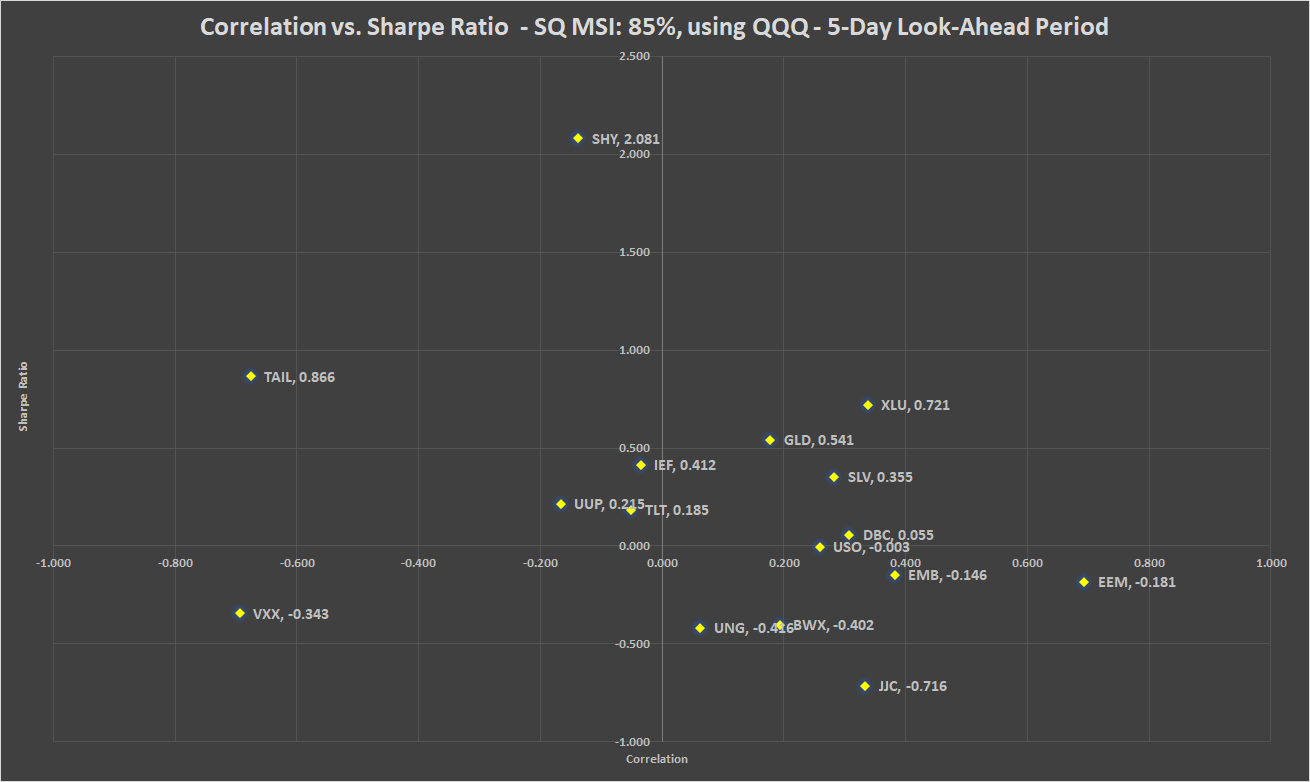 Correlation vs. Sharpe Ratio - SQ MSI: 85%, using QQQ - 5-Day Look-Ahead Period
2.500
SHY, 2.081
2.000
1.500
1.000
TAIL, 0.866
Sharpe Ratio
XLU, 0.721
GLD, 0.541
0.500
IEF, 0.412
SLV, 0.355
UUP, 0.215
TLT, 0.185
DBC, 0.055
0.000
USO, -0.003
-1.000 -0.800 -0.600 -0.400 -0.200 0.000 0.200 0.400 0.600 0.800 1.000
EMB, -0.146
EEM, -0.181
VXX, -0.343
UNG, -0.416
BWX, -0.402
-0.500
JJC, -0.716
-1.000
Correlation